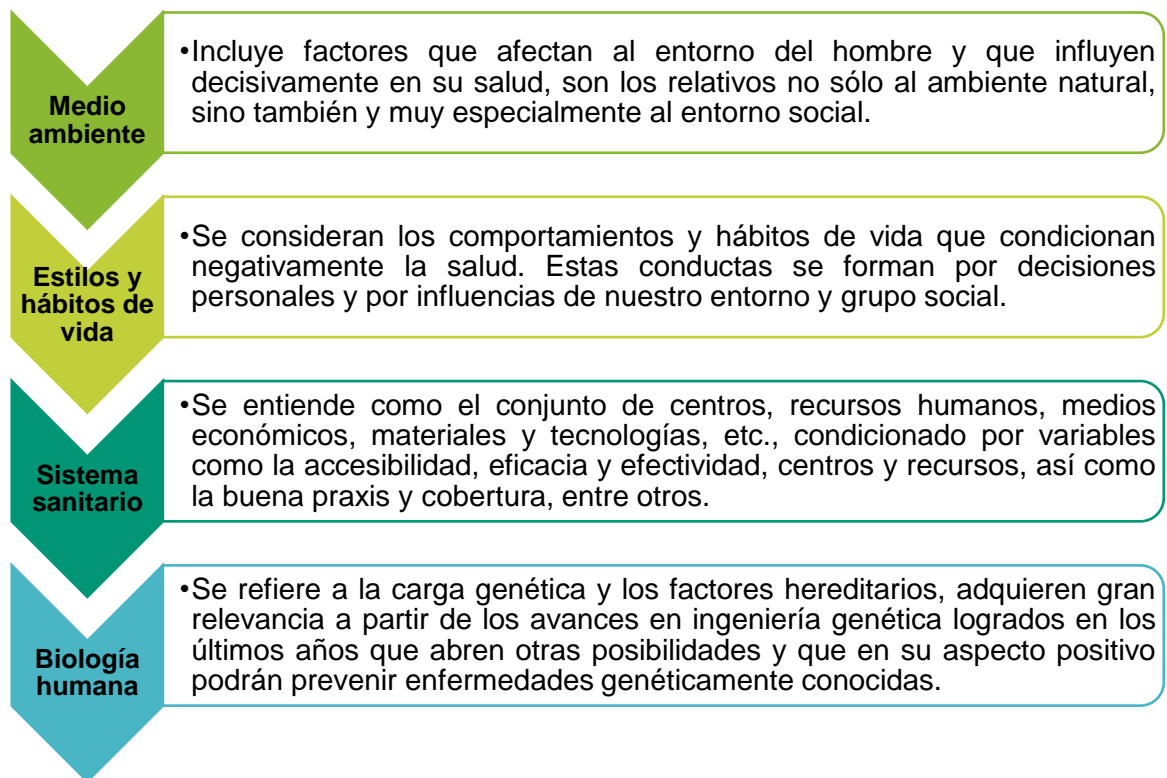 Medio
ambiente
•Incluye factores que afectan al entorno del hombre y que influyen
decisivamente en su salud, son los relativos no sólo al ambiente natural,
sino también y muy especialmente al entorno social.
Estilos y
hábitos de
vida
•Se consideran los comportamientos y hábitos de vida que condicionan
negativamente la salud. Estas conductas se forman por decisiones
personales y por influencias de nuestro entorno y grupo social.
Sistema
sanitario
•Se entiende como el conjunto de centros, recursos humanos, medios
económicos, materiales y tecnologías, etc., condicionado por variables
como la accesibilidad, eficacia y efectividad, centros y recursos, así como
la buena praxis y cobertura, entre otros.
Biología
humana
•Se refiere a la carga genética y los factores hereditarios, adquieren gran
relevancia a partir de los avances en ingeniería genética logrados en los
últimos años que abren otras posibilidades y que en su aspecto positivo
podrán prevenir enfermedades genéticamente conocidas.